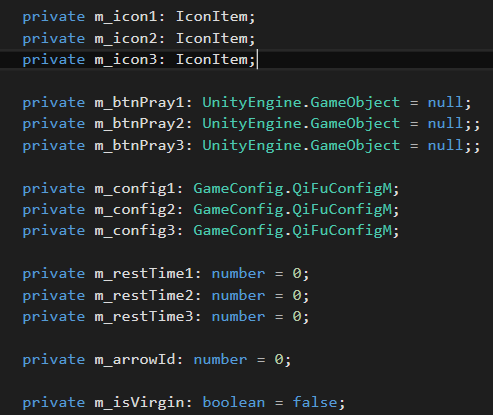 private m_icon1: IconItem;
private m_icon2: IconItem;
private m_icon3: IconItem;
private m_btnPray1: UnityEngine.GameObject = null;
private m_btnPray2: UnityEngine.GameObject = null;;
private m_btnPray3: UnityEngine.GameObject = null;;
private m_config1: GameConfig.QiFuConfigM;
private m_config2: GameConfig.QiFuConfigM;
private m_config3: GameConfig.QiFuConfigM;
private m_restTime1: number = 0;
private m_restTime2: number = 0;
private m_restTime3: number = 0;
private m_arrowId: number = 0;
private m_isVirgin: boolean = false;